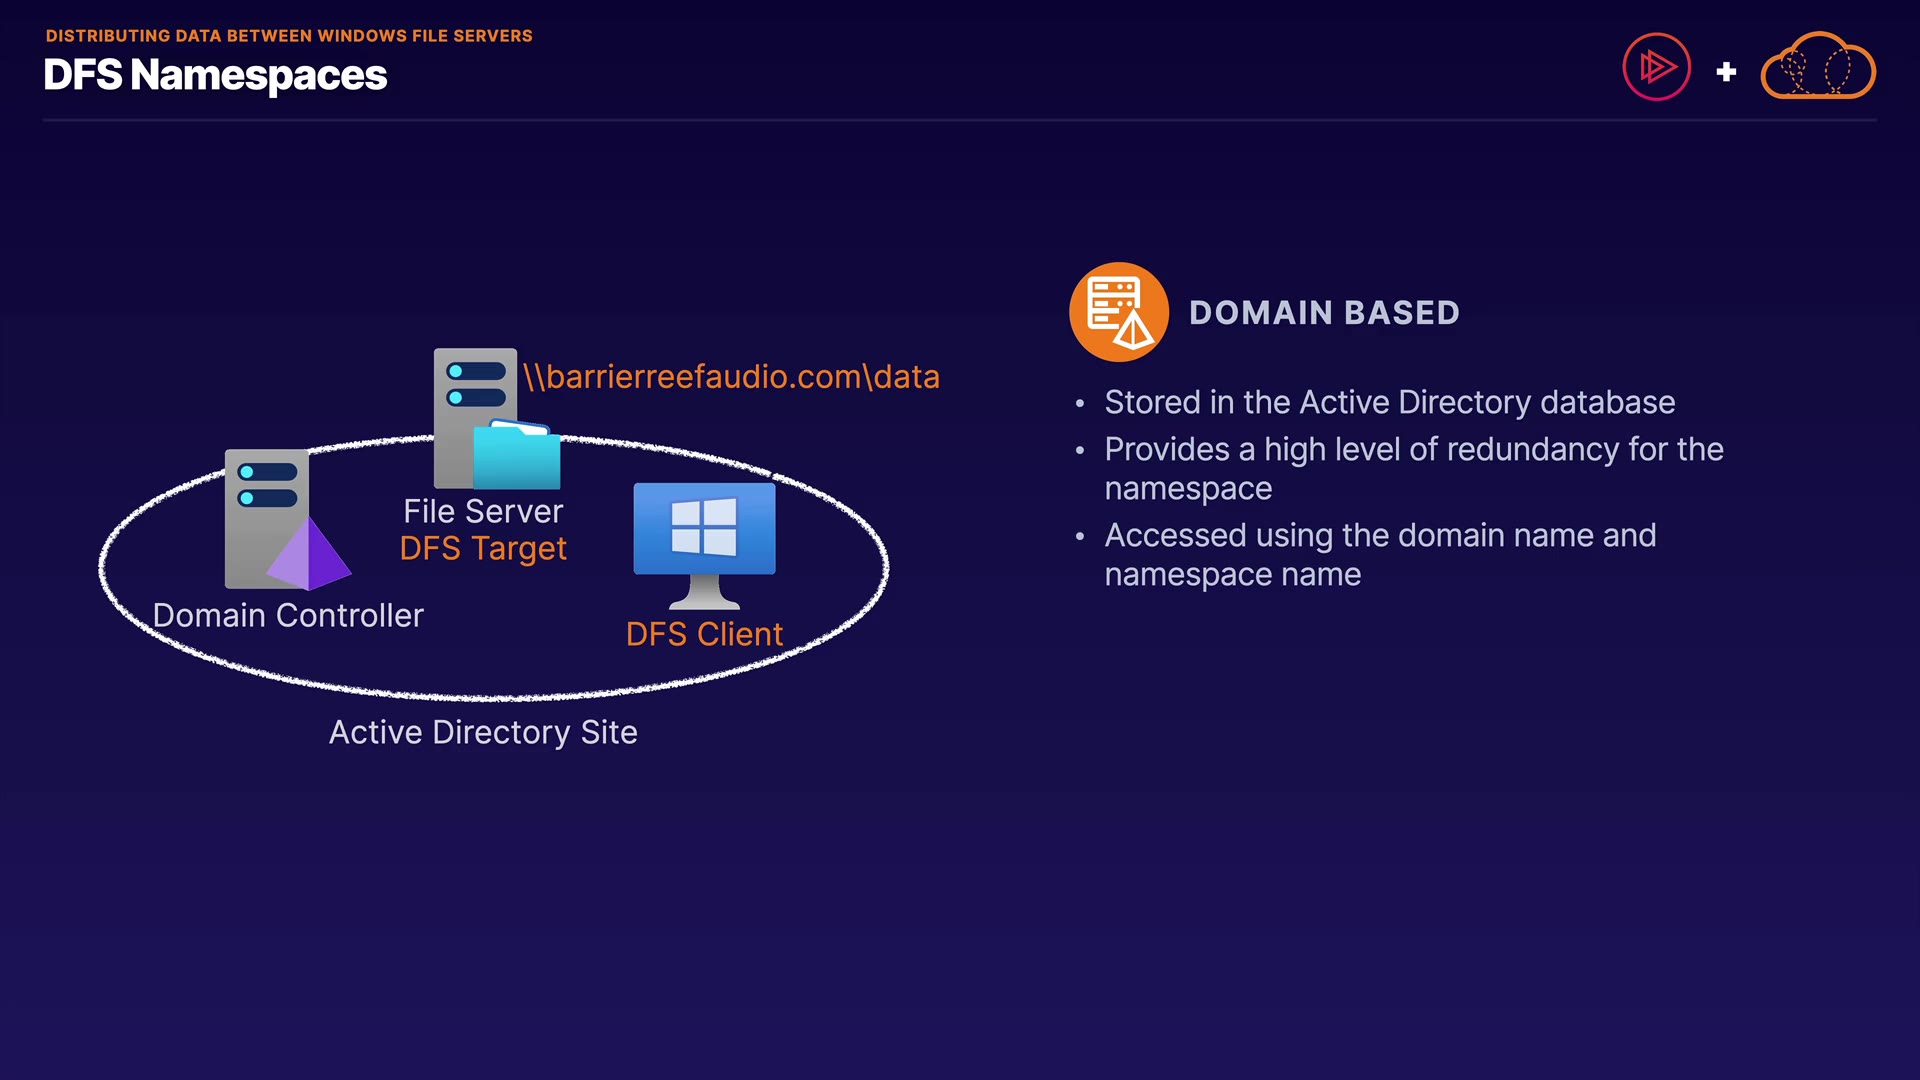 DISTRIBUTING DATA BETWEEN WINDOWS FILE SERVERS
DFS Namespaces
\\barrierreefaudio.com\data
File Server
DFS Target
Domain Controller
DFS Client
Active Directory Site
DOMAIN BASED
• Stored in the Active Directory database
• Provides a high level of redundancy for the
namespace
• Accessed using the domain name and
namespace name